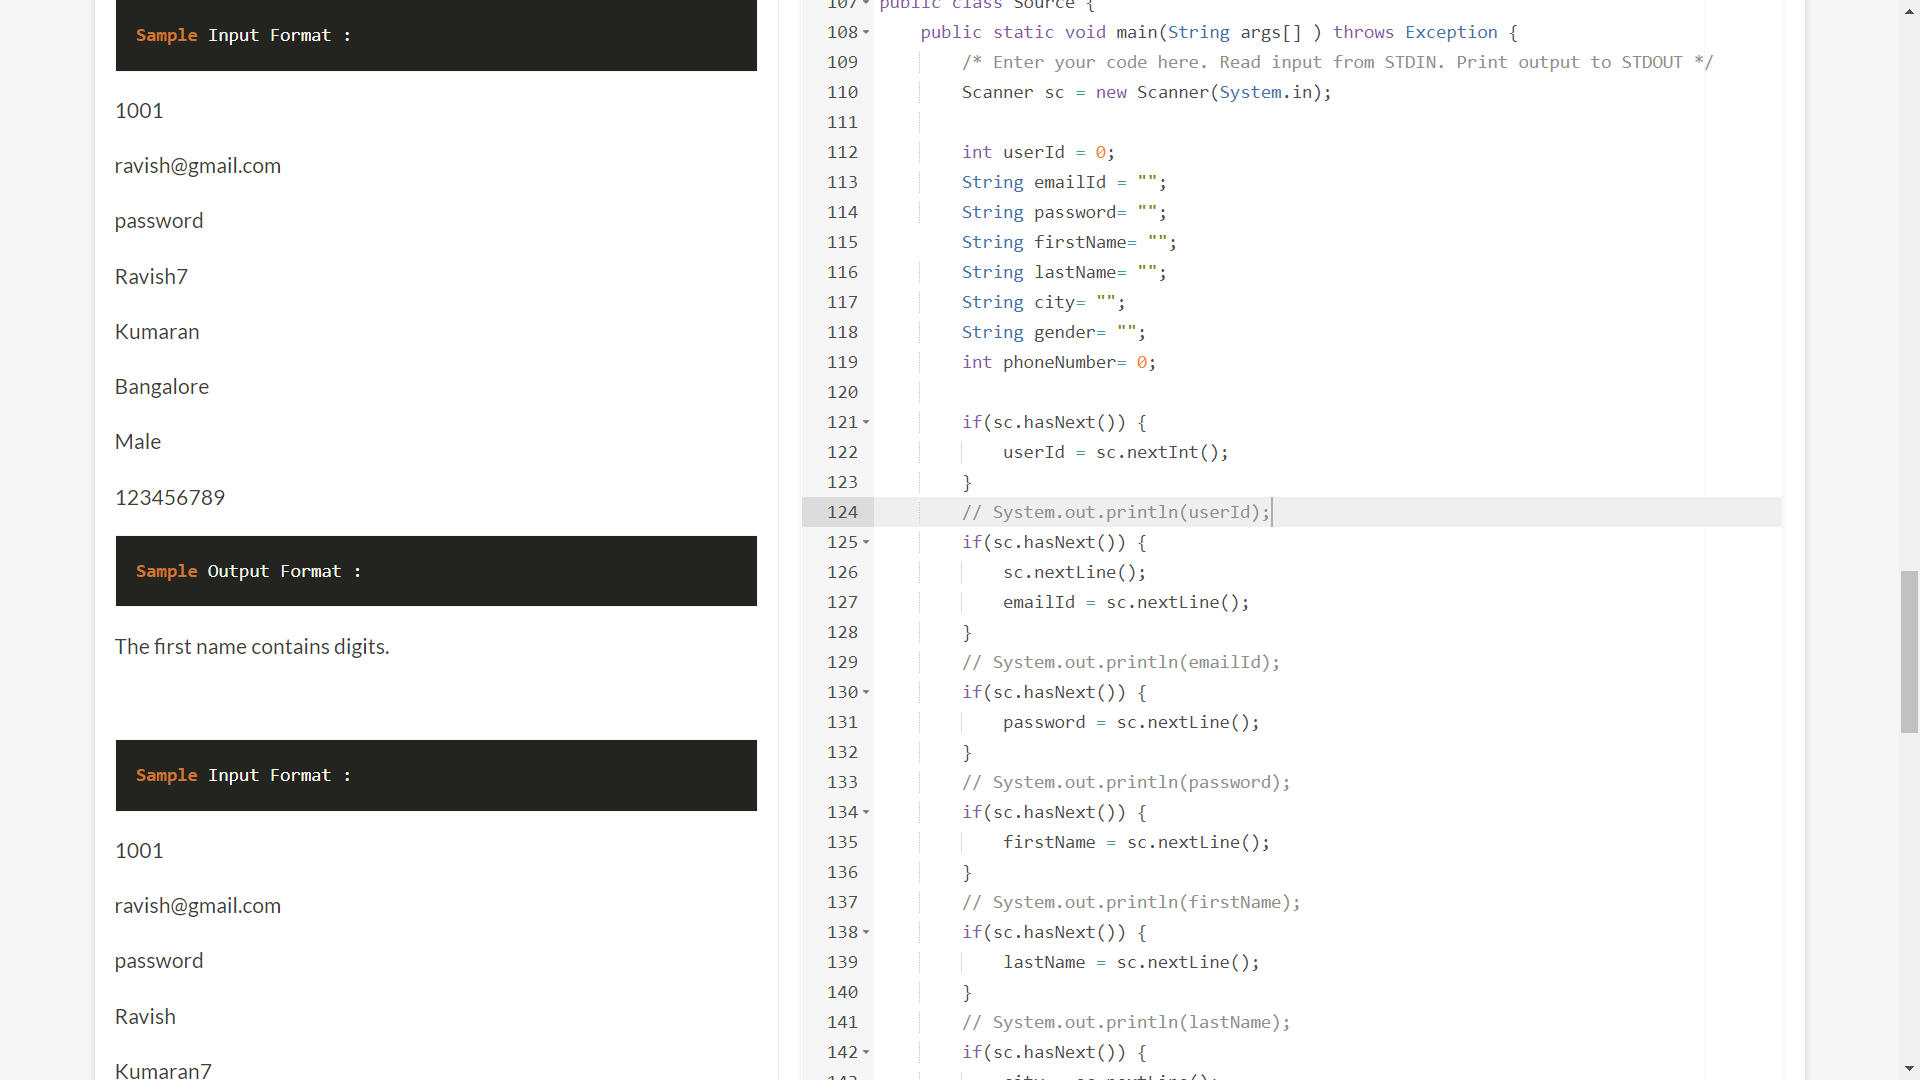 Sample Input Format :
1001
ravish@gmail.com
password
Ravish7
Kumaran
Bangalore
Male
123456789
Sample Output Format :
The first name contains digits.
Sample Input Format :
1001
ravish@gmail.com
password
Ravish
Kumaran7
107 public class Source {
108 public static void main(String args[] ) throws Exception {
109 /* Enter your code here. Read input from STDIN. Print output to STDOUT */
110 Scanner sc = new Scanner(System.in);
111
112 int userId = 0;
113 String emailId = "";
114 String password= "";
115 String firstName= "";
116 String lastName= "";
117 String city= "";
118 String gender= "";
119 int phoneNumber= 0;
120
121 if(sc.hasNext()) {
122 userId = sc.nextInt();
123 }
124 // System.out.println(userId);
125 if(sc.hasNext()) {
126 sc.nextLine();
127 emailId = sc.nextLine();
128 }
129 // System.out.println(emailId);
130 if(sc.hasNext()) {
131 password = sc.nextLine();
132 }
133 // System.out.println(password);
134 if(sc.hasNext()) {
135 firstName = sc.nextLine();
136 }
137 // System.out.println(firstName);
138 if(sc.hasNext()) {
139 lastName = sc.nextLine();
140 }
141 // System.out.println(lastName);
142 if(sc.hasNext()) {